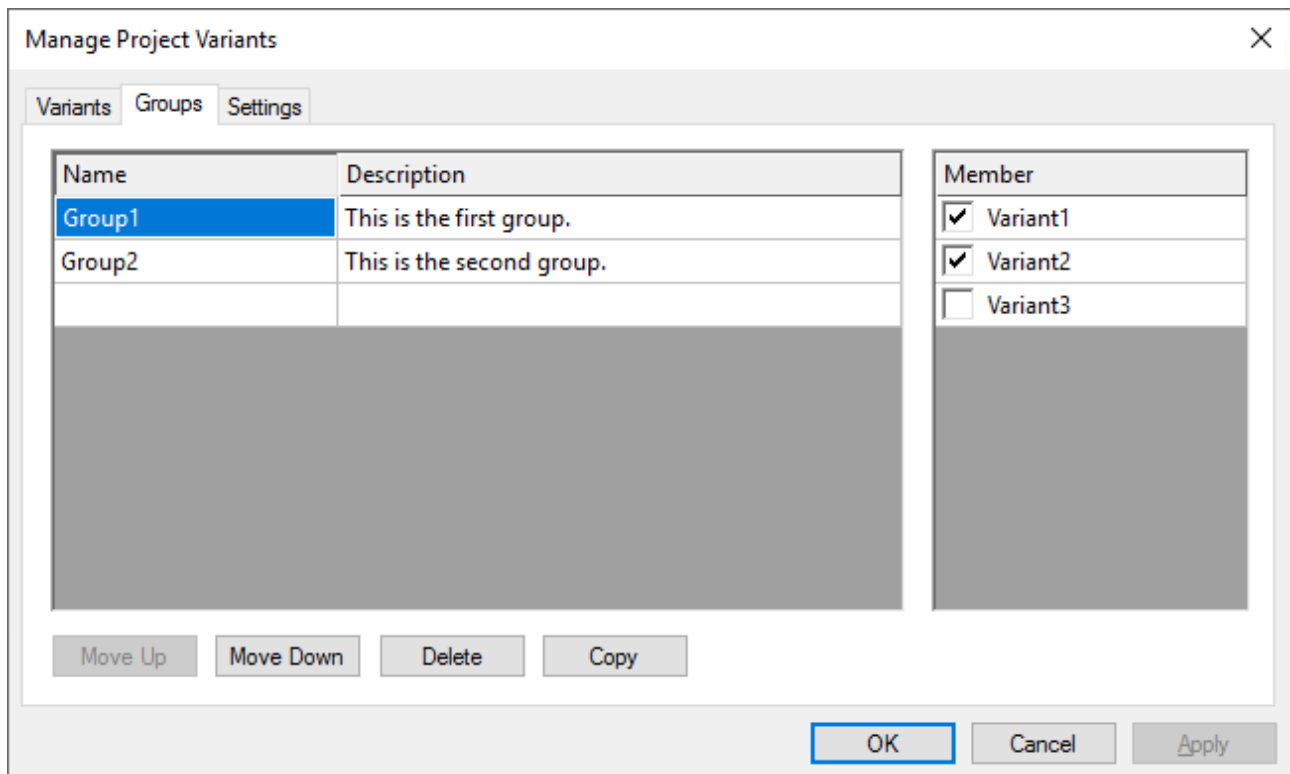 Manage Project Variants
Variants Groups Settings
Name Description Member
Group1 This is the first group. Variant1
Group2 This is the second group. Variant2
Variant3
Move Up Move Down Delete Copy
OK Cancel Apply